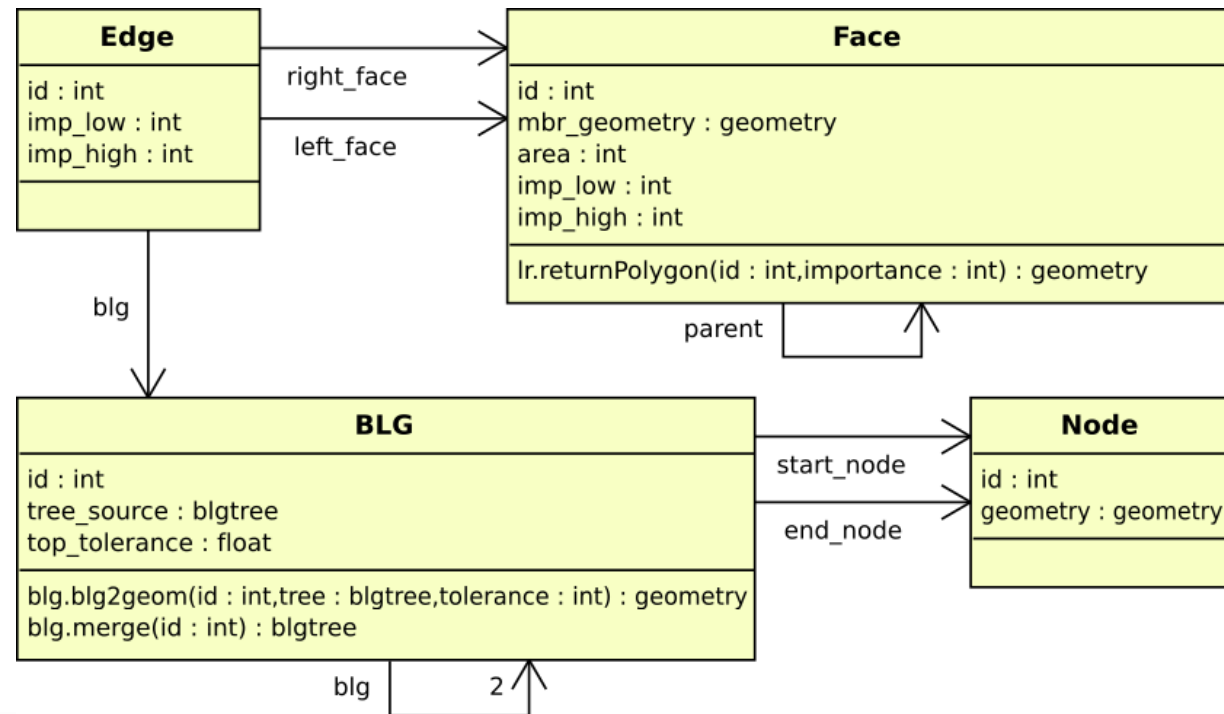 Edge
id : int
imp_low : int
imp_high : int
right_face
left_face
Face
id : int
mbr_geometry : geometry
area : int
imp_low : int
imp_high : int
lr.returnPolygon(id : int,importance : int) : geometry
parent
blg
BLG
id : int
tree_source : blgtree
top_tolerance : float
blg.blg2geom(id : int,tree : blgtree,tolerance : int) : geometry
blg.merge(id : int) : blgtree
blg
2
start_node
end_node
Node
id : int
geometry : geometry